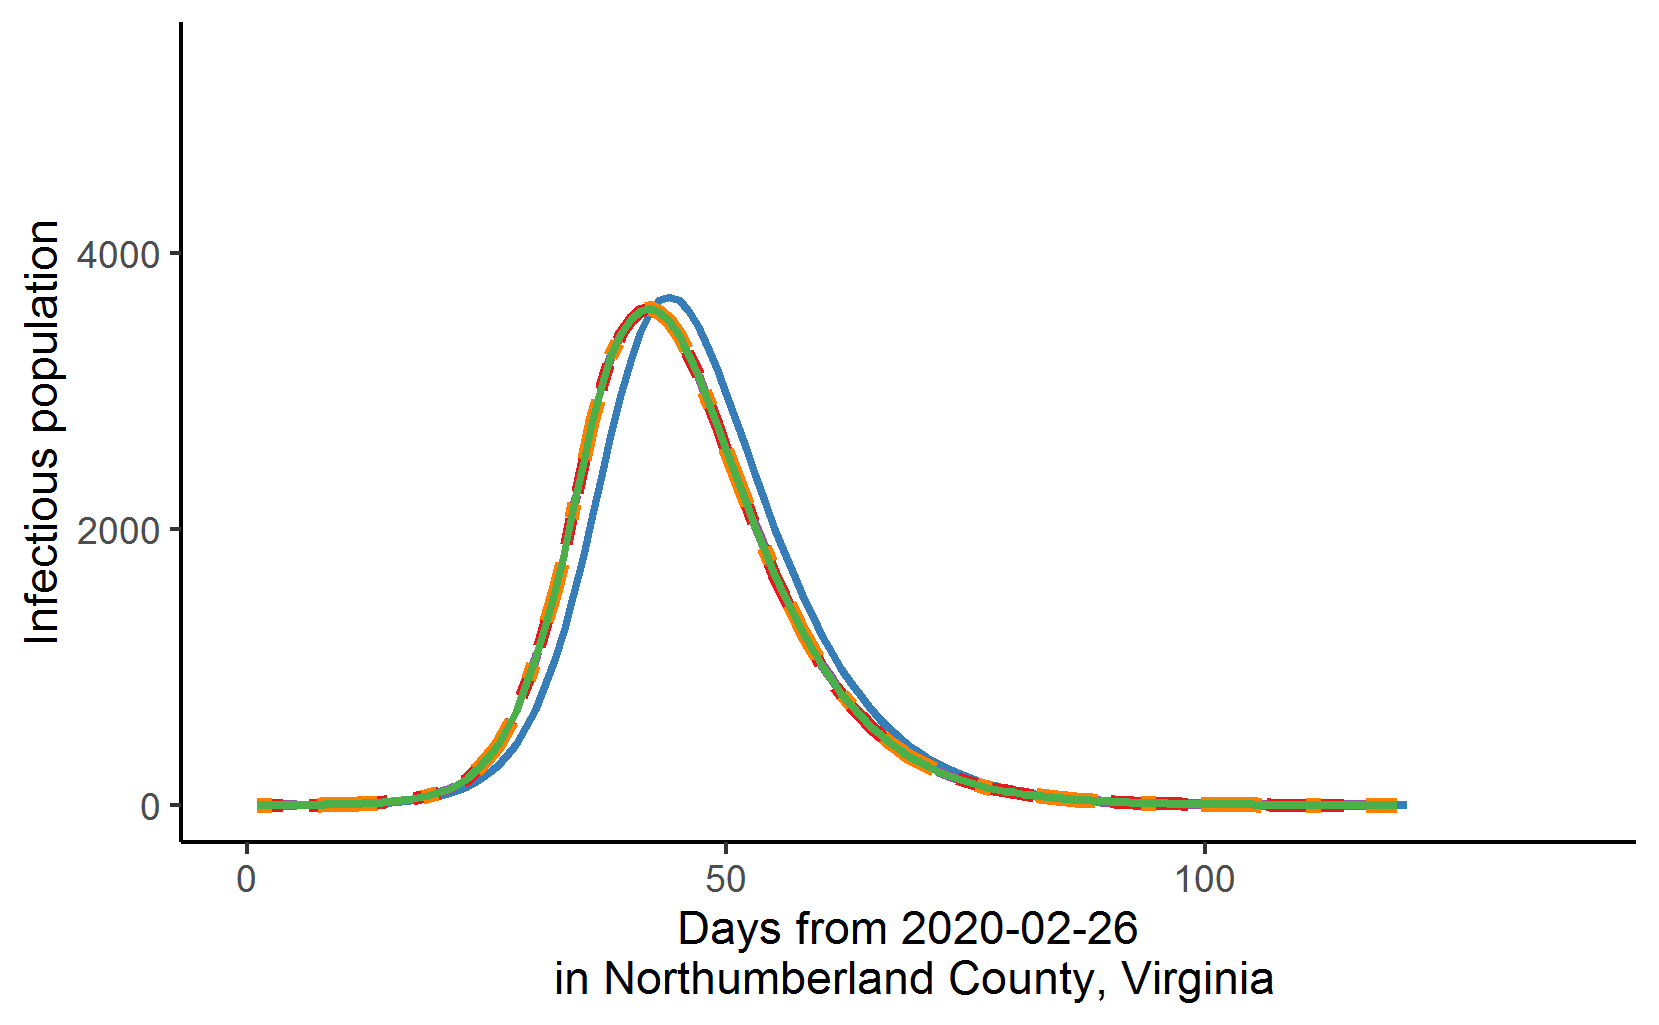 Infectious population
4000
2000
0
0 50 100
Days from 2020-02-26
in Northumberland County, Virginia